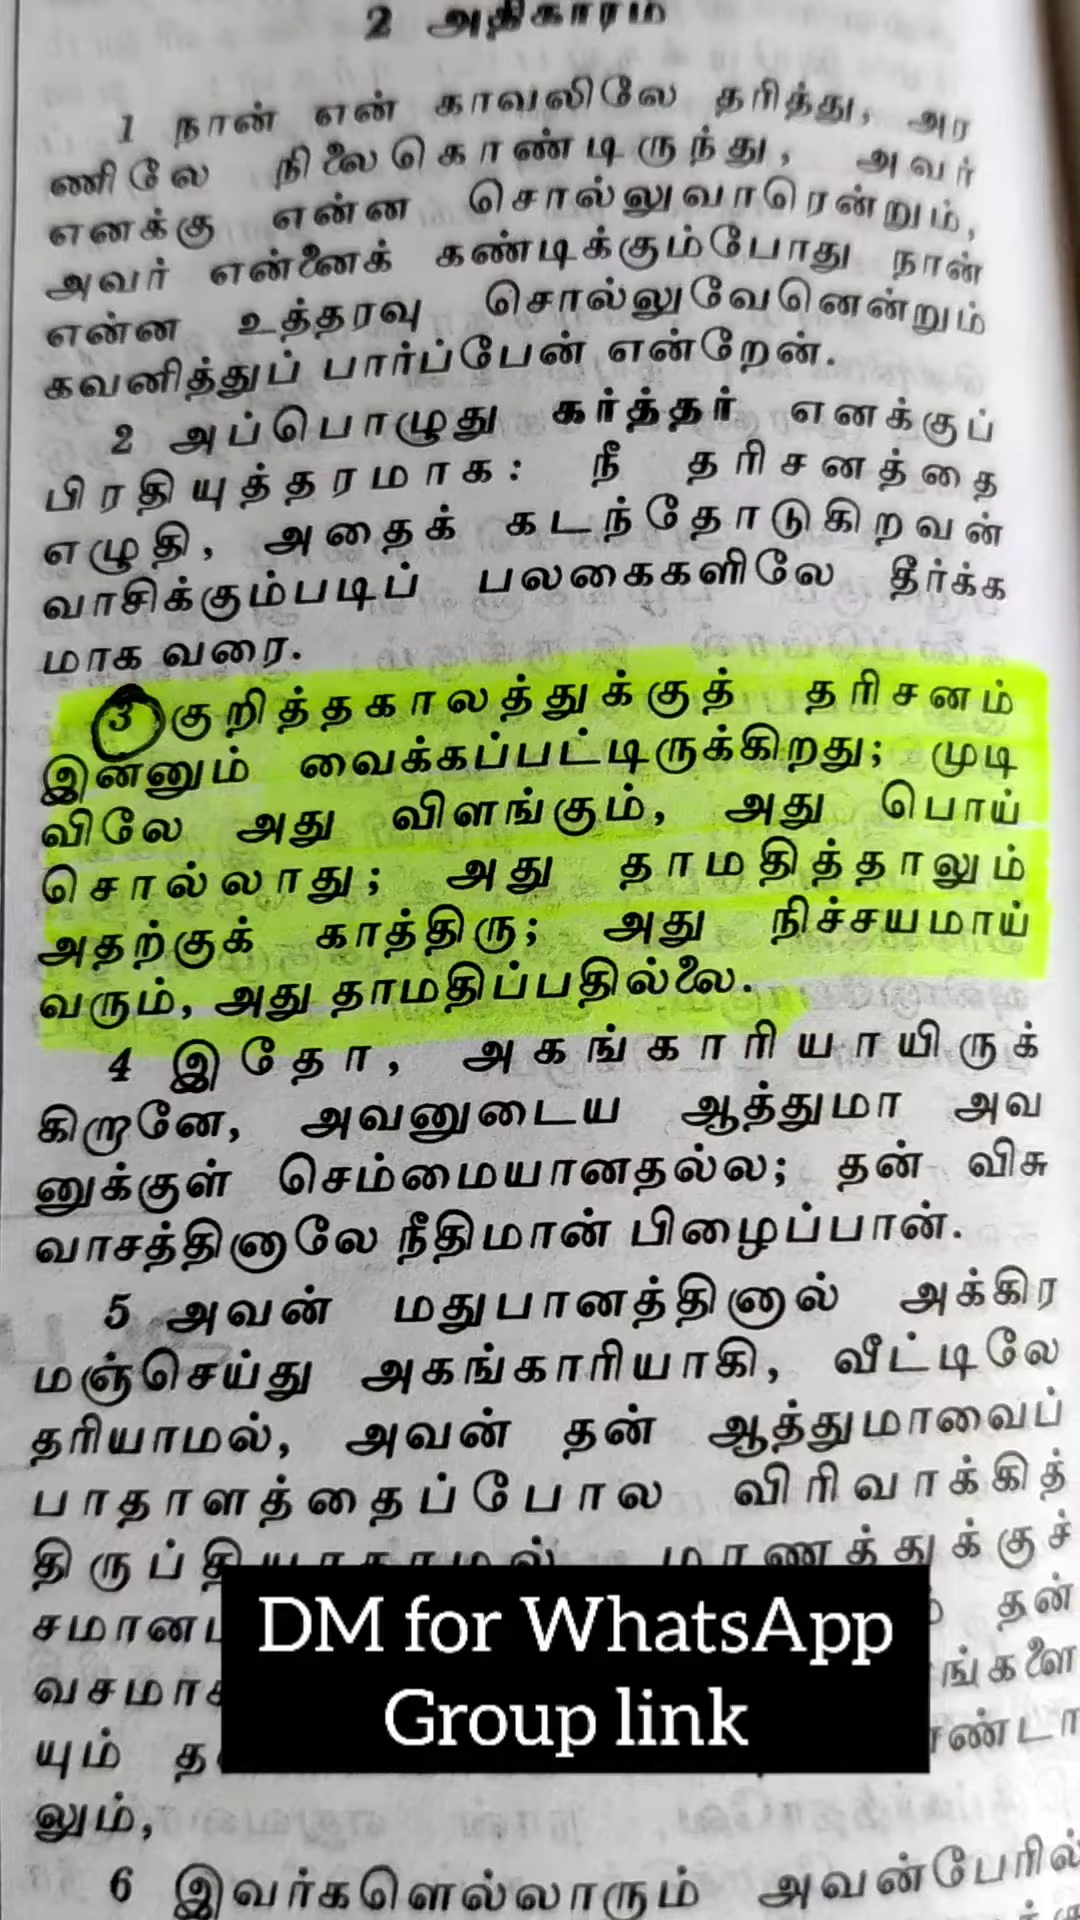 2 அதிகாரம்
1 நான் என் காவலிலே தரித்து, அர
ணிலே நிலைகொண்டிருந்து, அவர்
எனக்கு என்ன சொல்லுவாரென்றும்,
அவர் என்னைக் கண்டிக்கும்போது நான்
என்ன உத்தரவு சொல்லுவேனென்றும்
கவனித்துப் பார்ப்பேன் என்றேன்.
2 அப்பொழுது கர்த்தர் எனக்குப்
பிரதியுத்தரமாக: நீ தரிசனத்தை
எழுதி, அதைக் கடந்தோடுகிறவன்
வாசிக்கும்படிப் பலகைகளிலே தீர்க்க
மாக வரை.
3 குறித்தகாலத்துக்குத் தரிசனம்
இன்னும் வைக்கப்பட்டிருக்கிறது; முடி
விலே அது விளங்கும், அது பொய்
சொல்லாது; அது தாமதித்தாலும்
அதற்குக் காத்திரு; அது நிச்சயமாய்
வரும், அது தாமதிப்பதில்லை.
4 இதோ, அகங்காரியாயிருக்
கிறானே, அவனுடைய ஆத்துமா அவ
னுக்குள் செம்மையானதல்ல; தன் விசு
வாசத்தினாலே நீதிமான் பிழைப்பான்.
5 அவன் மதுபானத்தினால் அக்கிர
மஞ்செய்து அகங்காரியாகி, வீட்டிலே
தரியாமல், அவன் தன் ஆத்துமாவைப்
பாதாளத்தைப்போல விரிவாக்கித்
மரணத்துக்குச்
தன்
DM for WhatsApp
Group link
யும்
லும்,
6 இவர்களெல்லாரும் அவன்பேரில்